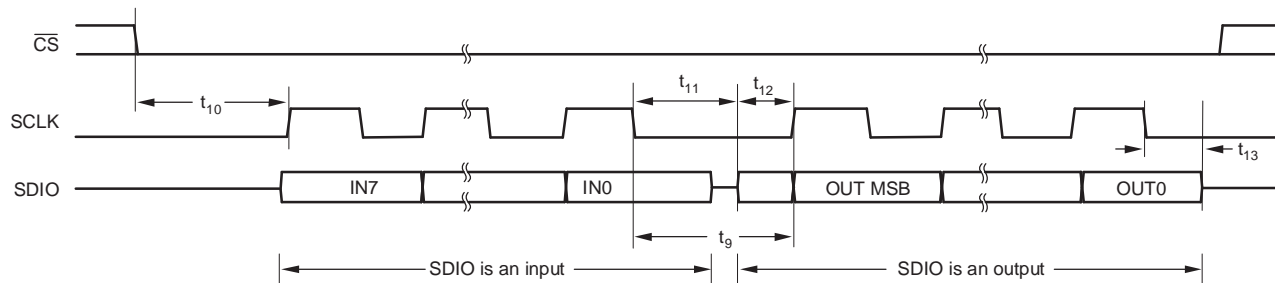 CS
t11 t12
t10
SCLK
t13
SDIO IN7 IN0 OUT MSB OUT0
t9
SDIO is an input SDIO is an output